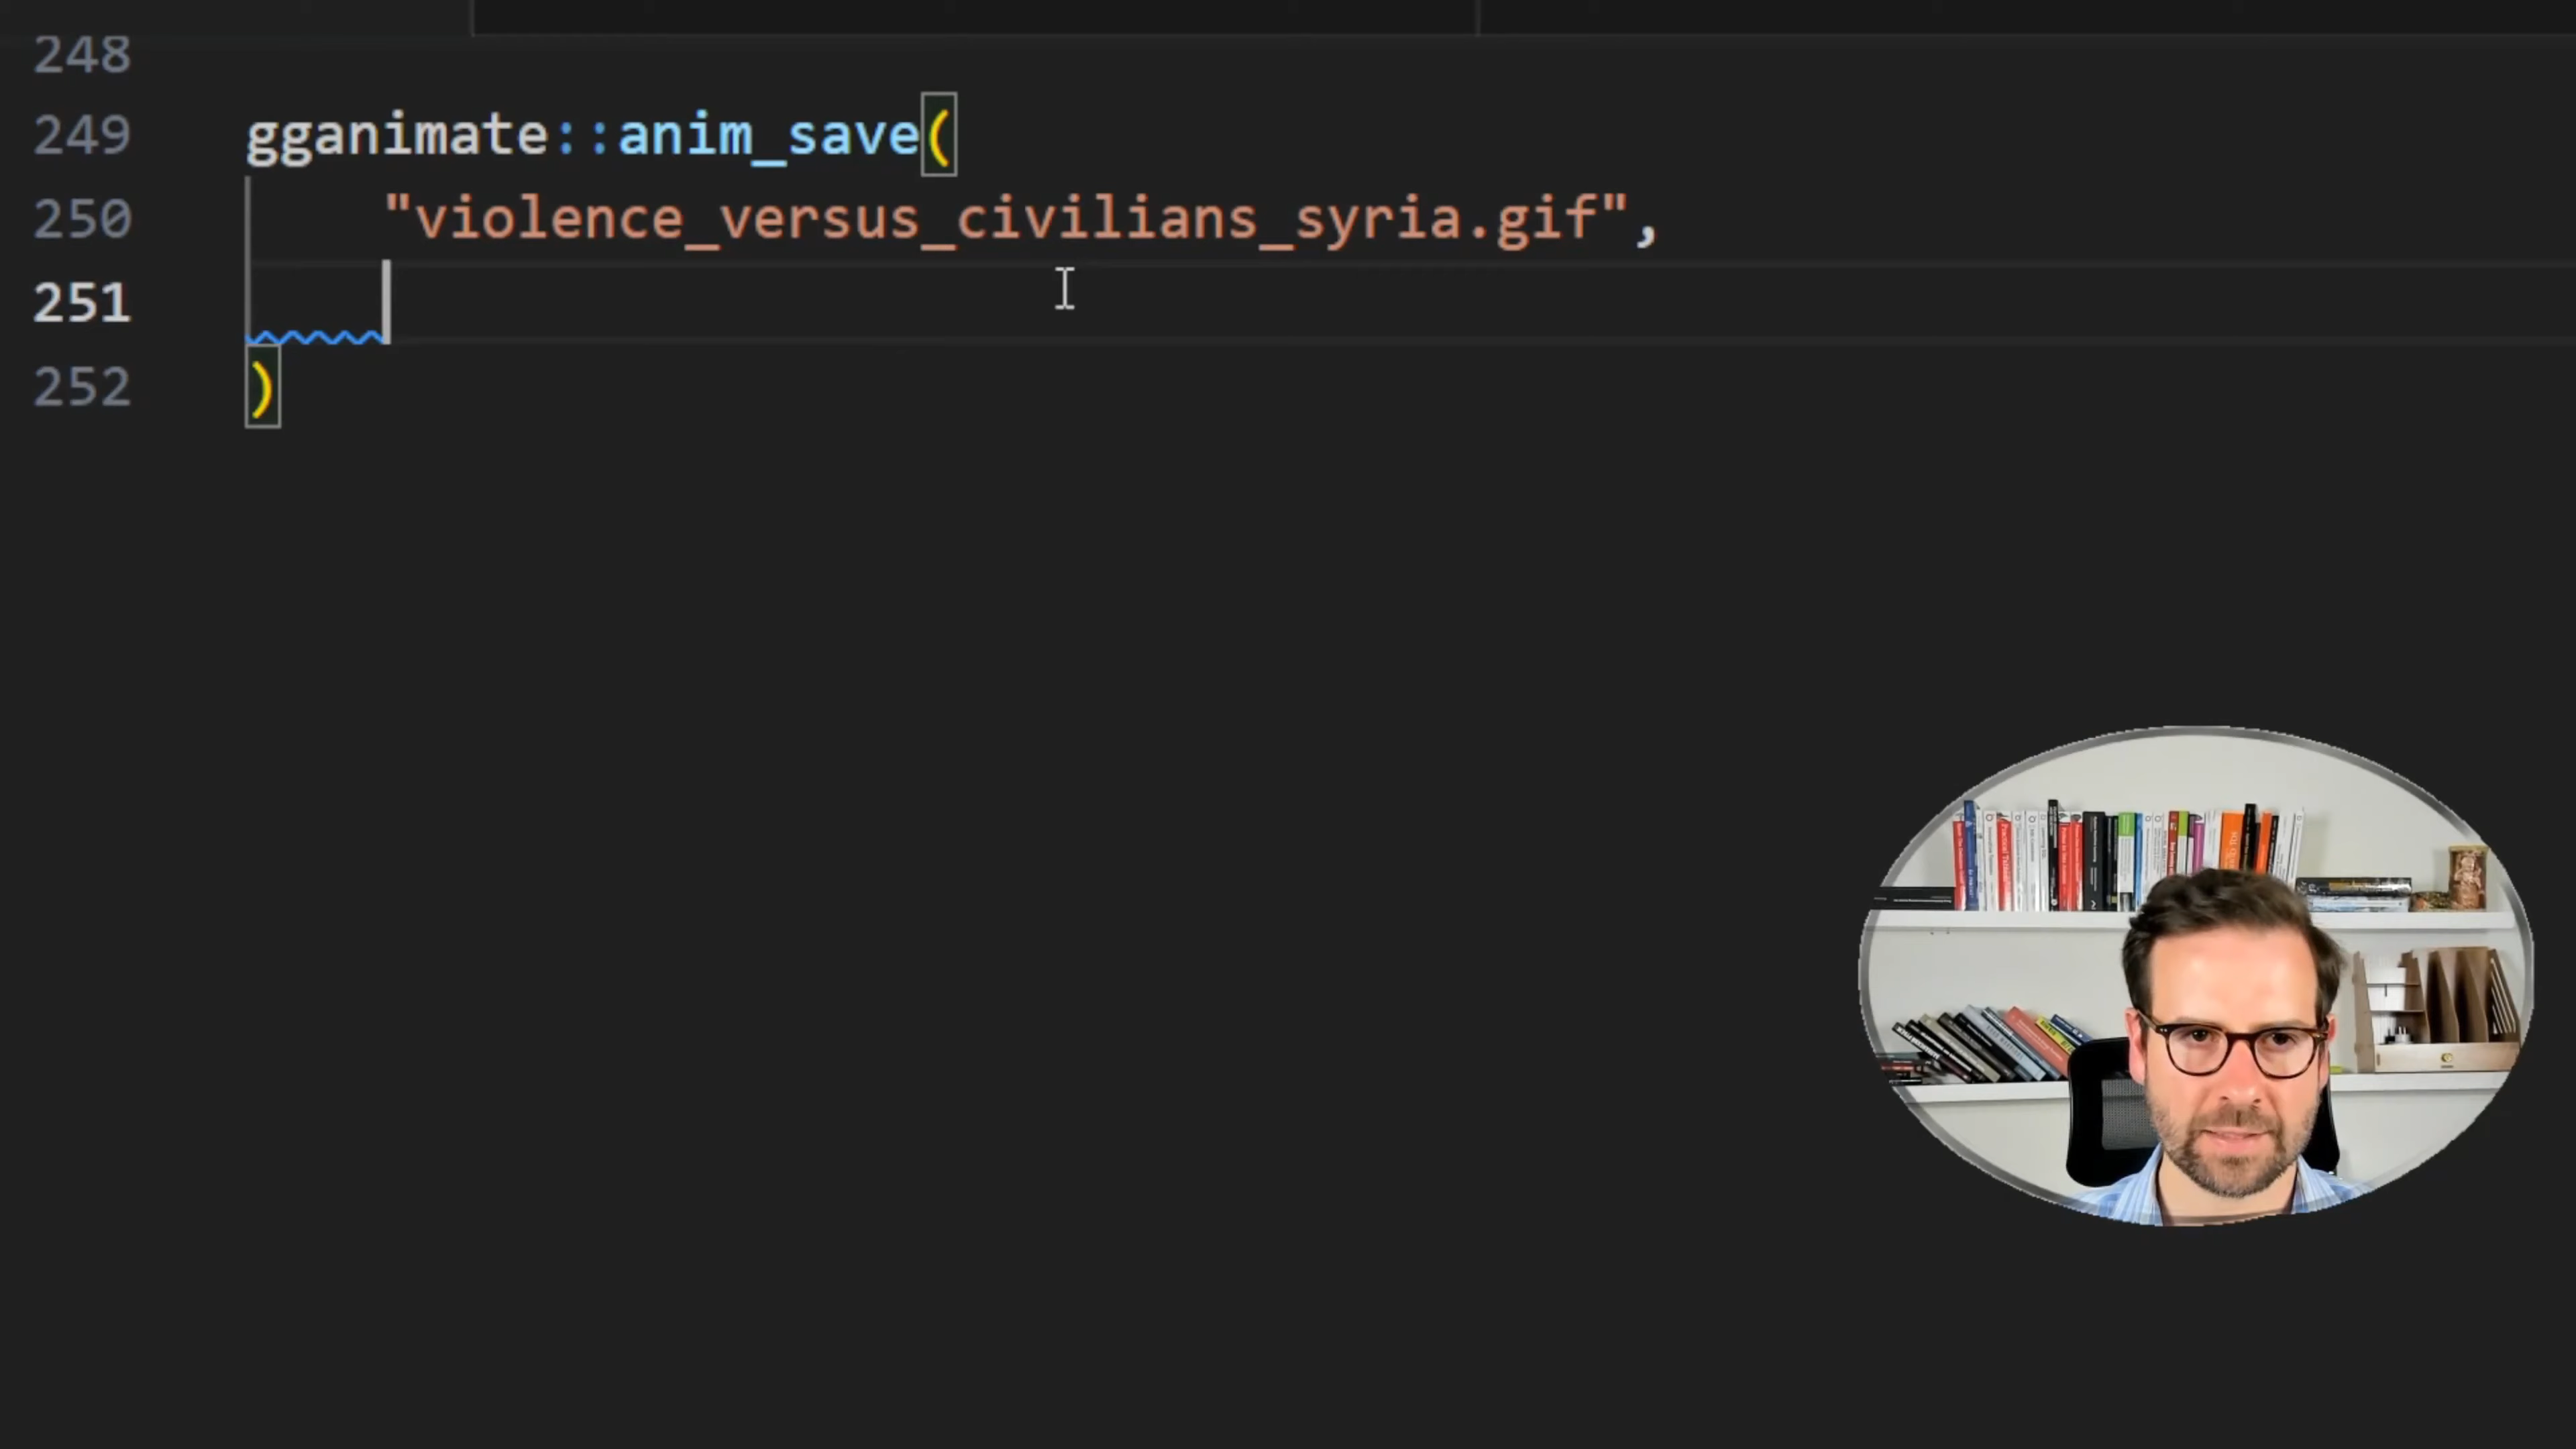 248
249 gganimate::anim_save(
250 "violence_versus_civilians_syria.gif",
251
252 )